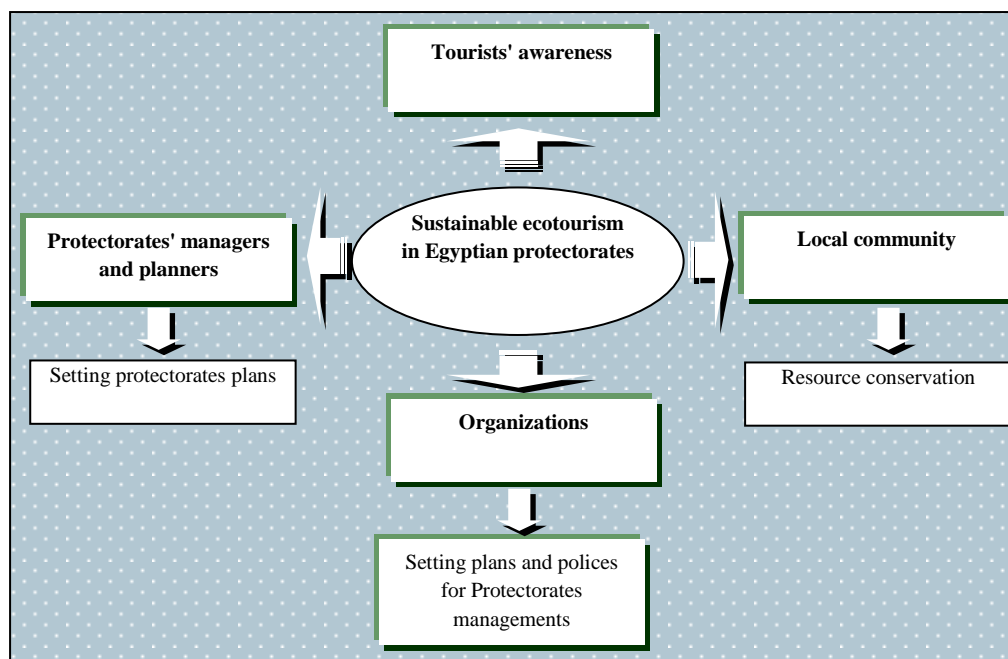 Tourists' awareness
Sustainable ecotourism
in Egyptian protectorates
Protectorates' managers
and planners
Local community
Setting protectorates plans
Resource conservation
Organizations
Setting plans and polices
for Protectorates
managements